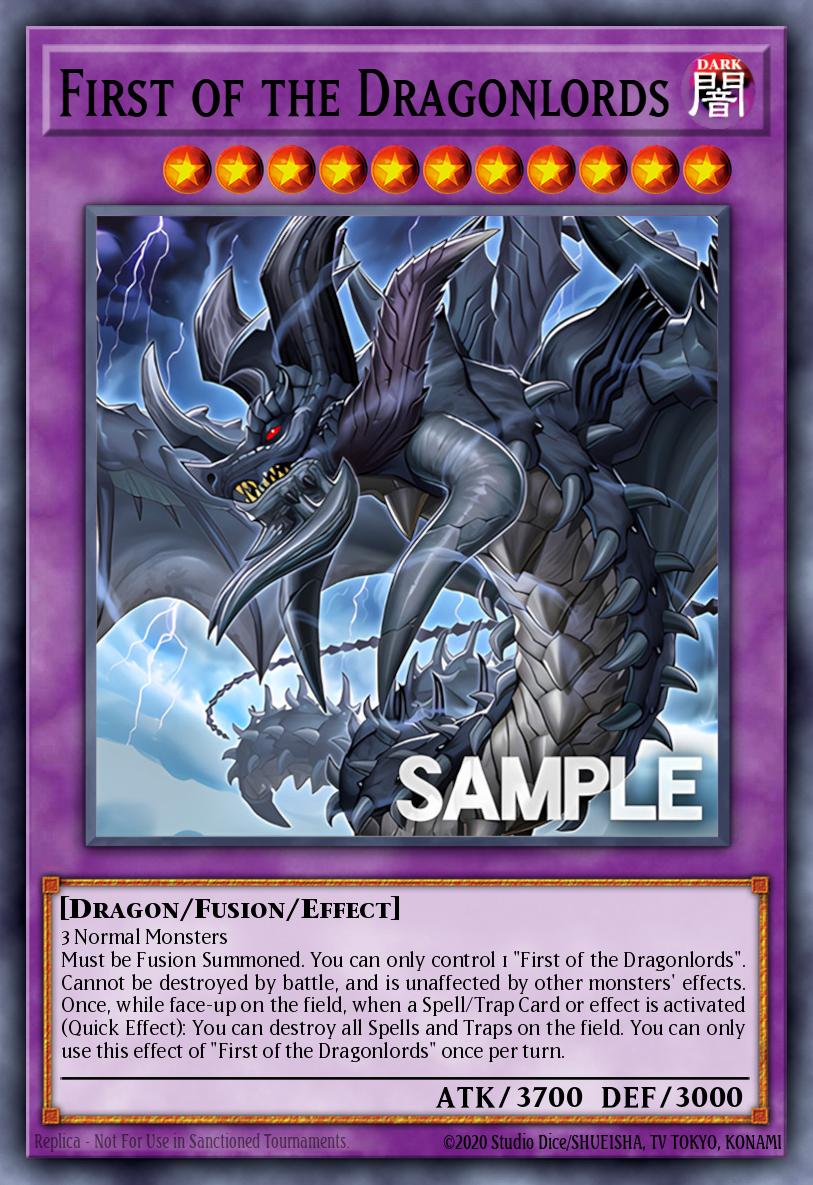 First of the Dragonlords
DARK
闇
SAMPLE
[Dragon/Fusion/Effect]
3 Normal Monsters
Must be Fusion Summoned. You can only control 1 "First of the Dragonlords".
Cannot be destroyed by battle, and is unaffected by other monsters' effects.
Once, while face-up on the field, when a Spell/Trap Card or effect is activated
(Quick Effect): You can destroy all Spells and Traps on the field. You can only
use this effect of "First of the Dragonlords" once per turn.
ATK/3700 DEF/3000
Replica - Not For Use in Sanctioned Tournaments.
©2020 Studio Dice/SHUEISHA, TV TOKYO, KONAMI